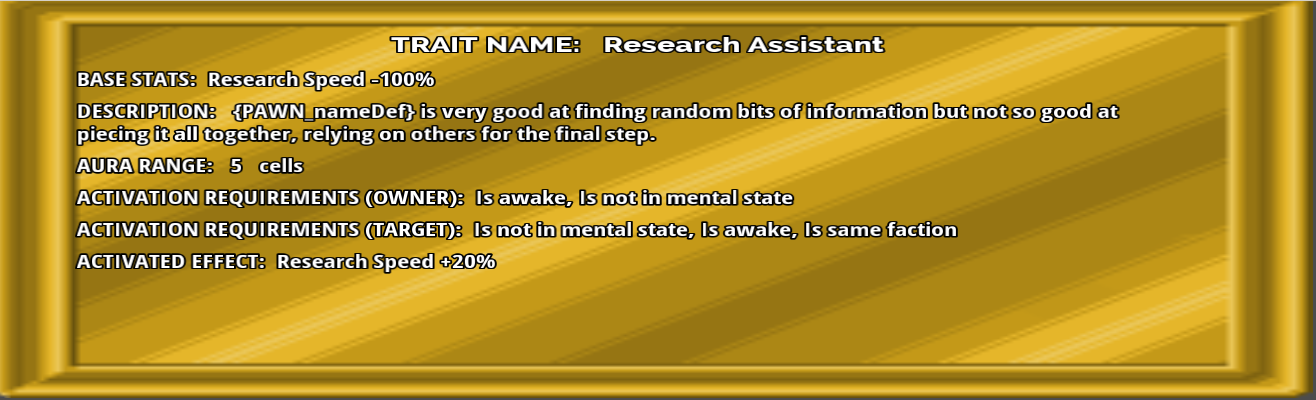 TRAIT NAME: Research Assistant
BASE STATS: Research Speed -100%
DESCRIPTION: {PAWN_nameDef} is very good at finding random bits of information but not so good at
piecing it all together, relying on others for the final step.
AURA RANGE: 5 cells
ACTIVATION REQUIREMENTS (OWNER): Is awake, Is not in mental state
ACTIVATION REQUIREMENTS (TARGET): Is not in mental state, Is awake, Is same faction
ACTIVATED EFFECT: Research Speed +20%